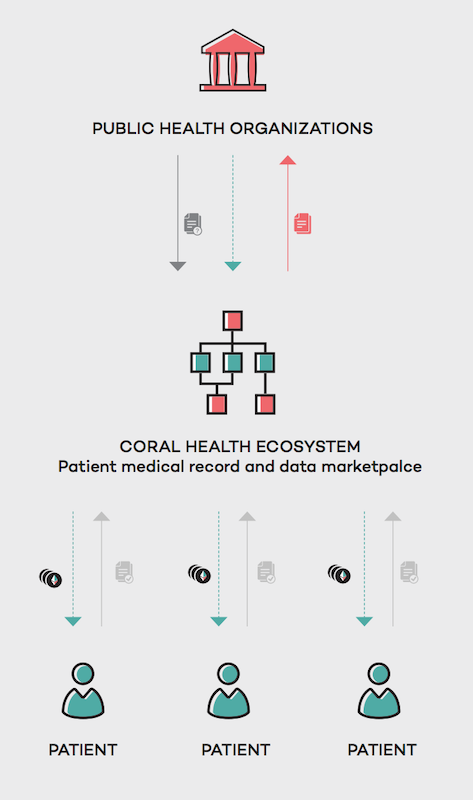 PUBLIC HEALTH ORGANIZATIONS
CORAL HEALTH ECOSYSTEM
Patient medical record and data marketpalce
PATIENT
PATIENT
PATIENT